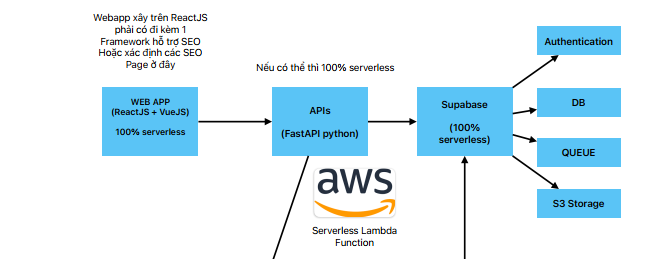 Webapp xây trên ReactJS
phải có đi kèm 1
Framework hỗ trợ SEO
Hoặc xác định các SEO
Page ở đây
Nếu có thể thì 100% serverless
WEB APP
(ReactJS + VueJS)
100% serverless
APIs
(FastAPI python)
Supabase
(100%
serverless)
Authentication
DB
QUEUE
S3 Storage
aws
Serverless Lambda
Function